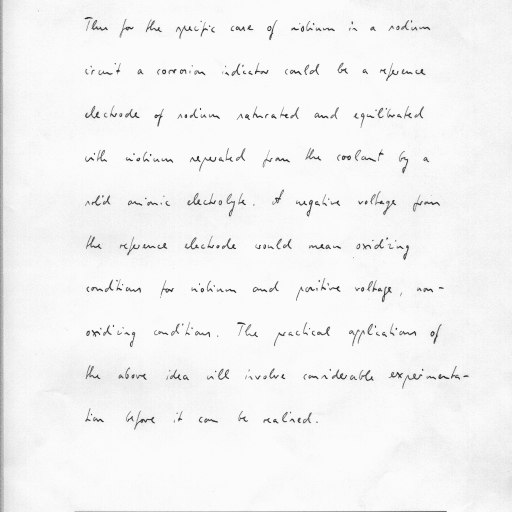 Thus for the specific case of niobium in a sodium
circuit a corrosion indicator could be a reference
electrode of sodium saturated and equilibrated
with niobium separated from the coolant by a
solid anionic electrolyte. A negative voltage from
the reference electrode would mean oxidizing
conditions for niobium and positive voltage, non-
oxidizing conditions. The practical applications of
the above idea will involve considerable experimenta-
tion before it can be realised.